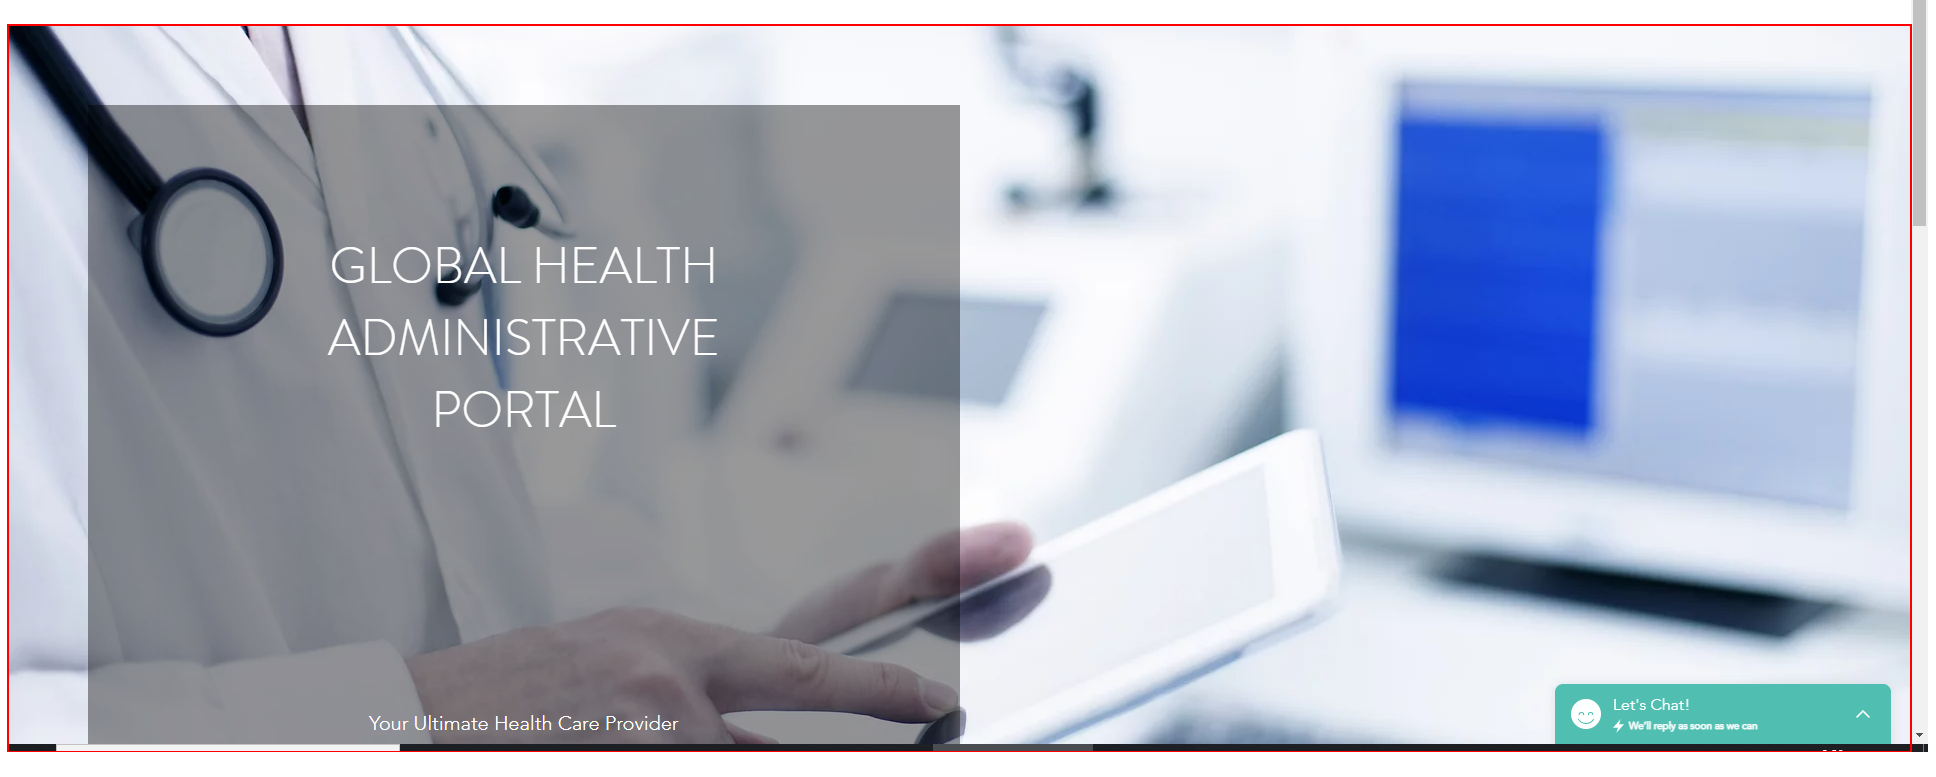 GLOBAL HEALTH
ADMINISTRATIVE
PORTAL
Your Ultimate Health Care Provider
Let's Chat!
We'll reply as soon as we can